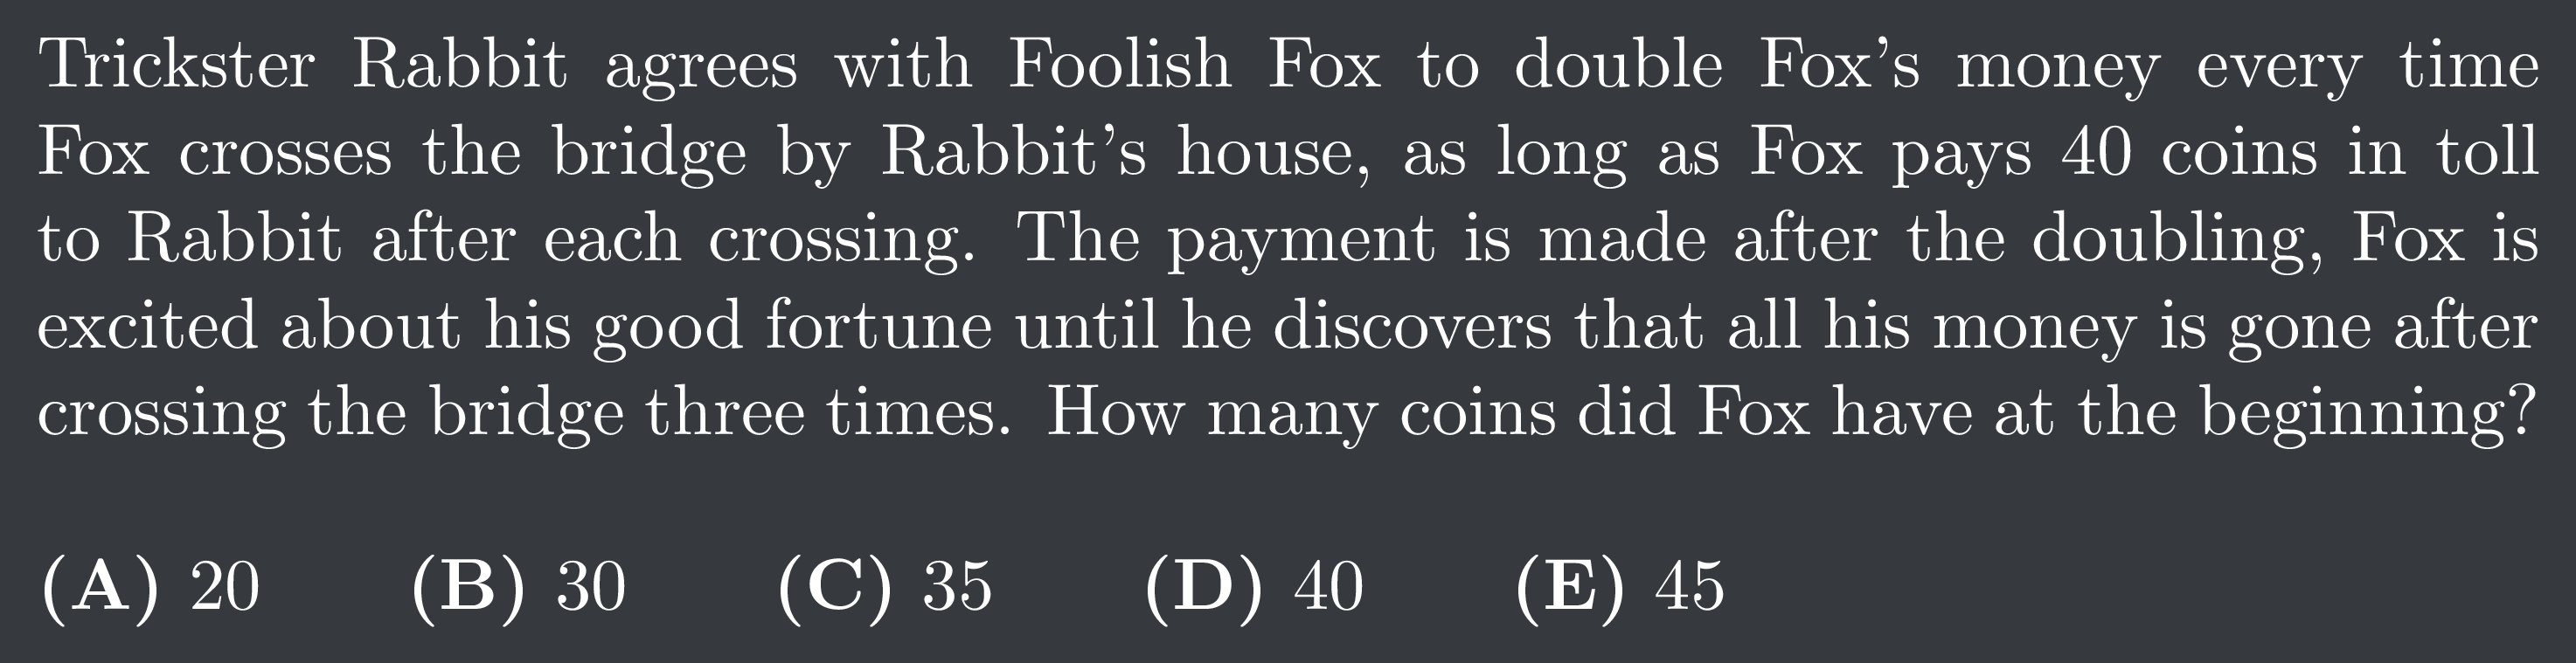 Trickster Rabbit agrees with Foolish Fox to double Fox's money every time
Fox crosses the bridge by Rabbit's house, as long as Fox pays 40 coins in toll
to Rabbit after each crossing. The payment is made after the doubling, Fox is
excited about his good fortune until he discovers that all his money is gone after
crossing the bridge three times. How many coins did Fox have at the beginning?
(A) 20 (B) 30 (C) 35 (D) 40 (E) 45